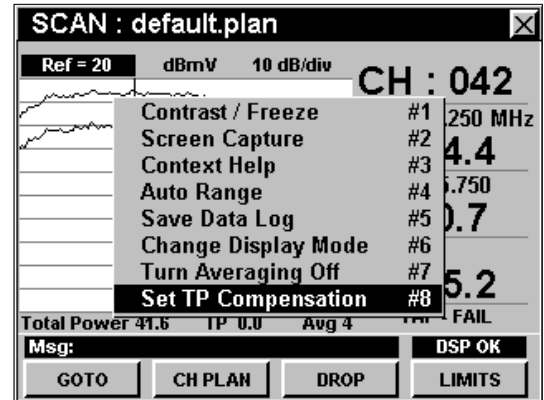 SCAN : default.plan
Ref = 20 dBmV 10 dB/div
CH : 042
.250 MHz
4.4
.750
0.7
5.2
Contrast / Freeze #1
Screen Capture #2
Context Help #3
Auto Range #4
Save Data Log #5
Change Display Mode #6
Turn Averaging Off #7
Set TP Compensation #8
Total Power 41.6 TP 0.0 Avg 4 - FAIL
Msg: DSP OK
GOTO CH PLAN DROP LIMITS